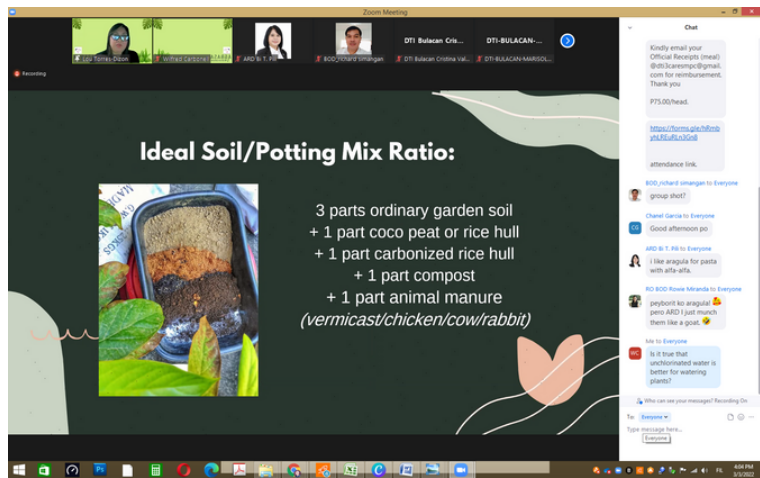 Zoom Meeting
Lou Torres-Dizon
Wilfred Carbonel
ARD Bi T. Pili
BOD_richard simangan
DTI Bulacan Cris...
DTI Bulacan Cristina Val...
DTI-BULACAN-...
DTI-BULACAN-MARISOL...
Recording
Ideal Soil/Potting Mix Ratio:
3 parts ordinary garden soil
+ 1 part coco peat or rice hull
+ 1 part carbonized rice hull
+ 1 part compost
+ 1 part animal manure
(vermicast/chicken/cow/rabbit)
Chat
Kindly email your
Official Receipts (meal)
@dti3caresmpc@gmail.
com for reimbursement.
Thank you
P75.00/head.
attendance link.
BOD_richard simangan to Everyone
group shot?
Chanel Garcia to Everyone
CG
Good afternoon po
ARD Bi T. Pili to Everyone
i like aragula for pasta
with alfa-alfa.
RO BOD Rowie Miranda to Everyone
peyborit ko aragula!
pero ARD I just munch
them like a goat.
Me to Everyone
WC
Is it true that
unchlorinated water is
better for watering
plants?
Who can see your messages? Recording On
To: Everyone
Type message here...
Everyone
4:04 PM
3/3/2022